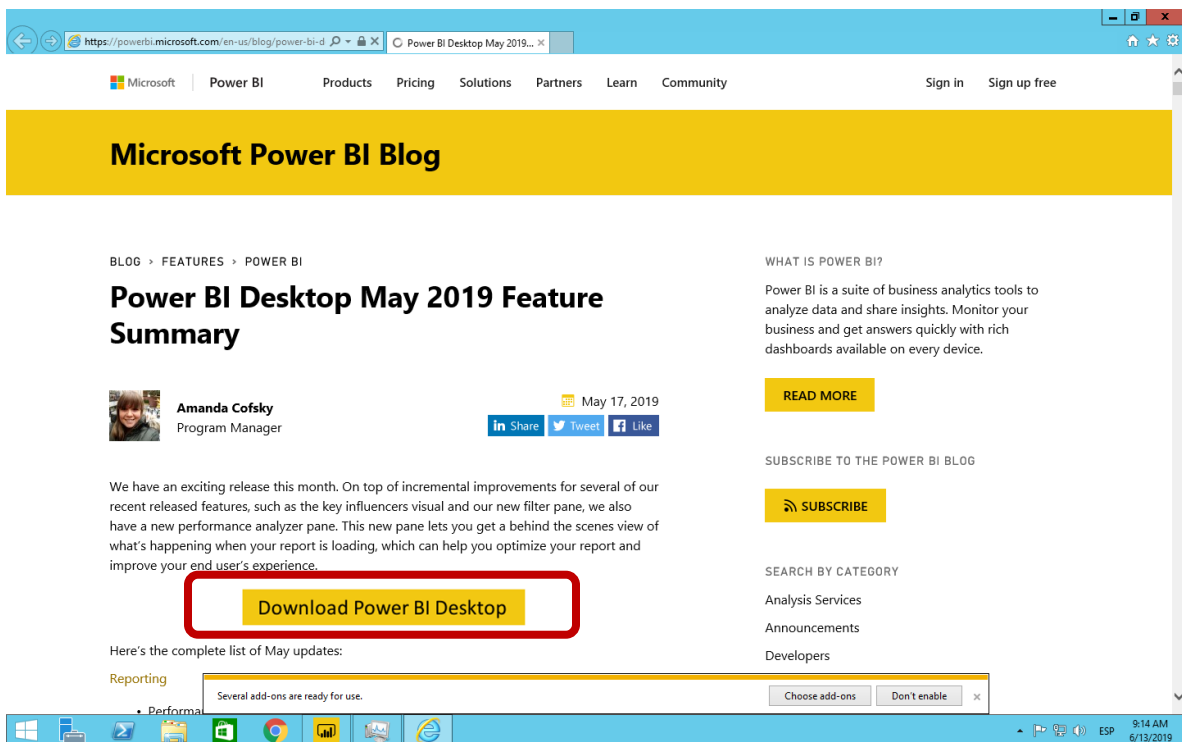 https://powerbi.microsoft.com/en-us/blog/power-bi-d
Power BI Desktop May 2019...
Microsoft
Power BI
Products
Pricing
Solutions
Partners
Learn
Community
Sign in
Sign up free
Microsoft Power BI Blog
BLOG > FEATURES > POWER BI
Power BI Desktop May 2019 Feature
Summary
Amanda Cofsky
Program Manager
May 17, 2019
in Share
Tweet
Like
We have an exciting release this month. On top of incremental improvements for several of our
recent released features, such as the key influencers visual and our new filter pane, we also
have a new performance analyzer pane. This new pane lets you get a behind the scenes view of
what's happening when your report is loading, which can help you optimize your report and
improve your end user's experience.
Download Power BI Desktop
Here's the complete list of May updates:
Reporting
WHAT IS POWER BI?
Power BI is a suite of business analytics tools to
analyze data and share insights. Monitor your
business and get answers quickly with rich
dashboards available on every device.
READ MORE
SUBSCRIBE TO THE POWER BI BLOG
SUBSCRIBE
SEARCH BY CATEGORY
Analysis Services
Announcements
Developers
Several add-ons are ready for use.
Choose add-ons
Don't enable
ESP
9:14 AM
6/13/2019